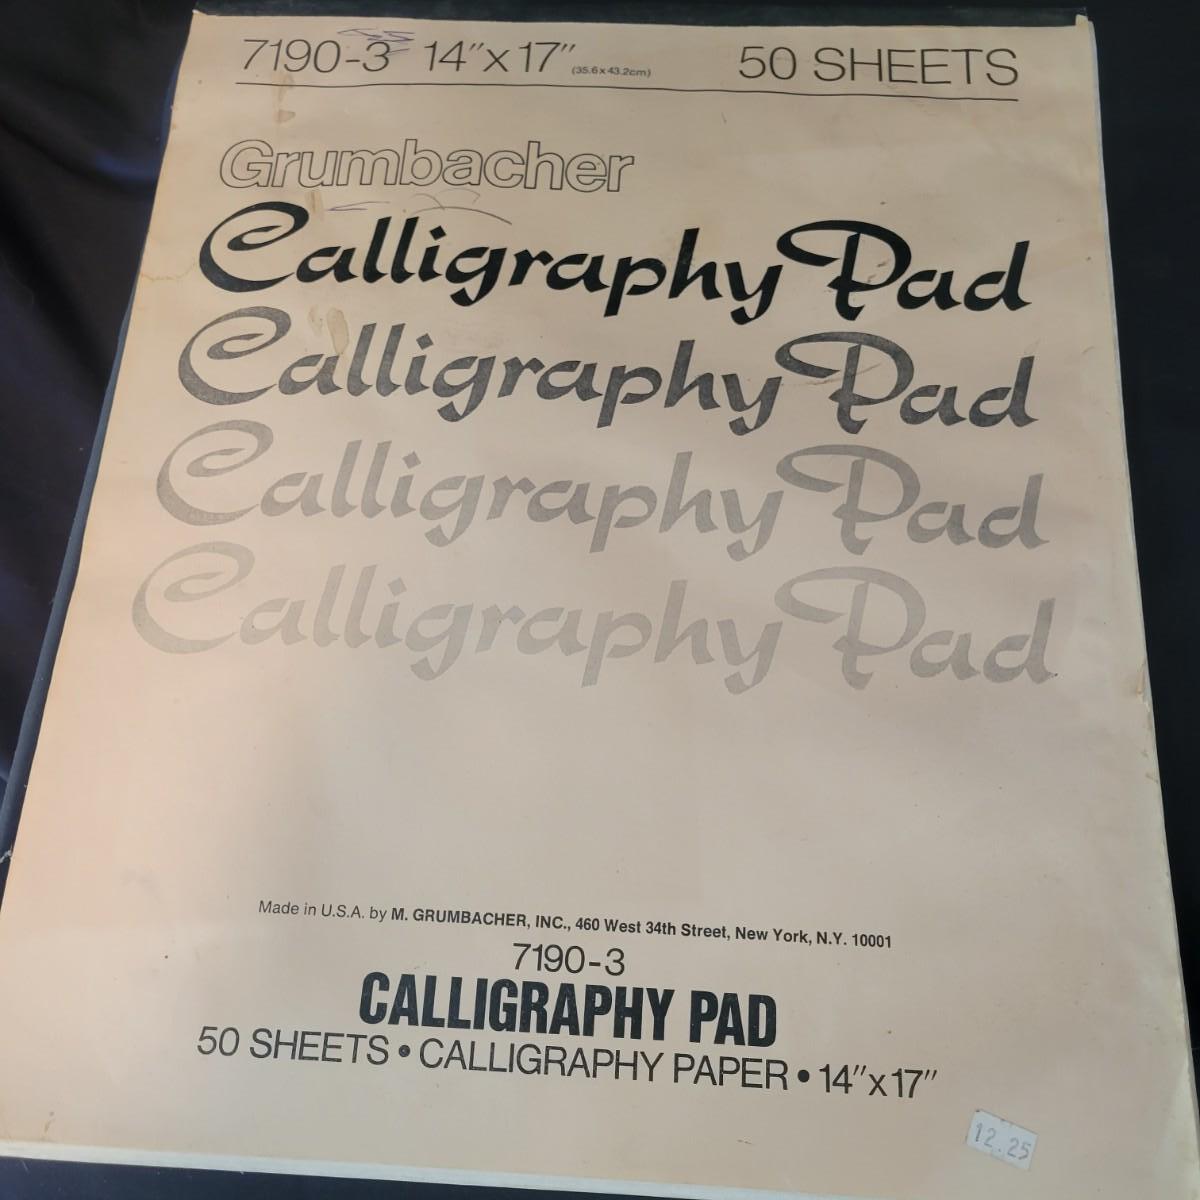 7190-3 14"x17" (35.6x43.2cm) 50 SHEETS
Grumbacher
Calligraphy Pad
Calligraphy Pad
Calligraphy Pad
Calligraphy Pad
Made in U.S.A. by M. GRUMBACHER, INC., 460 West 34th Street, New York, N.Y. 10001
7190-3
CALLIGRAPHY PAD
50 SHEETS • CALLIGRAPHY PAPER • 14"x17"
12.25